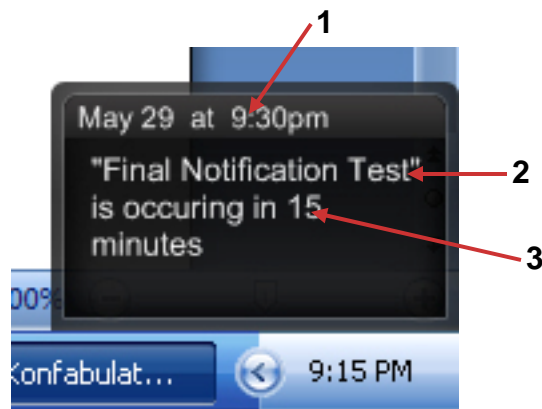 1
May 29 at 9:30pm
"Final Notification Test"
is occuring in 15
minutes
2
3
00%
Konfabulat...
9:15 PM